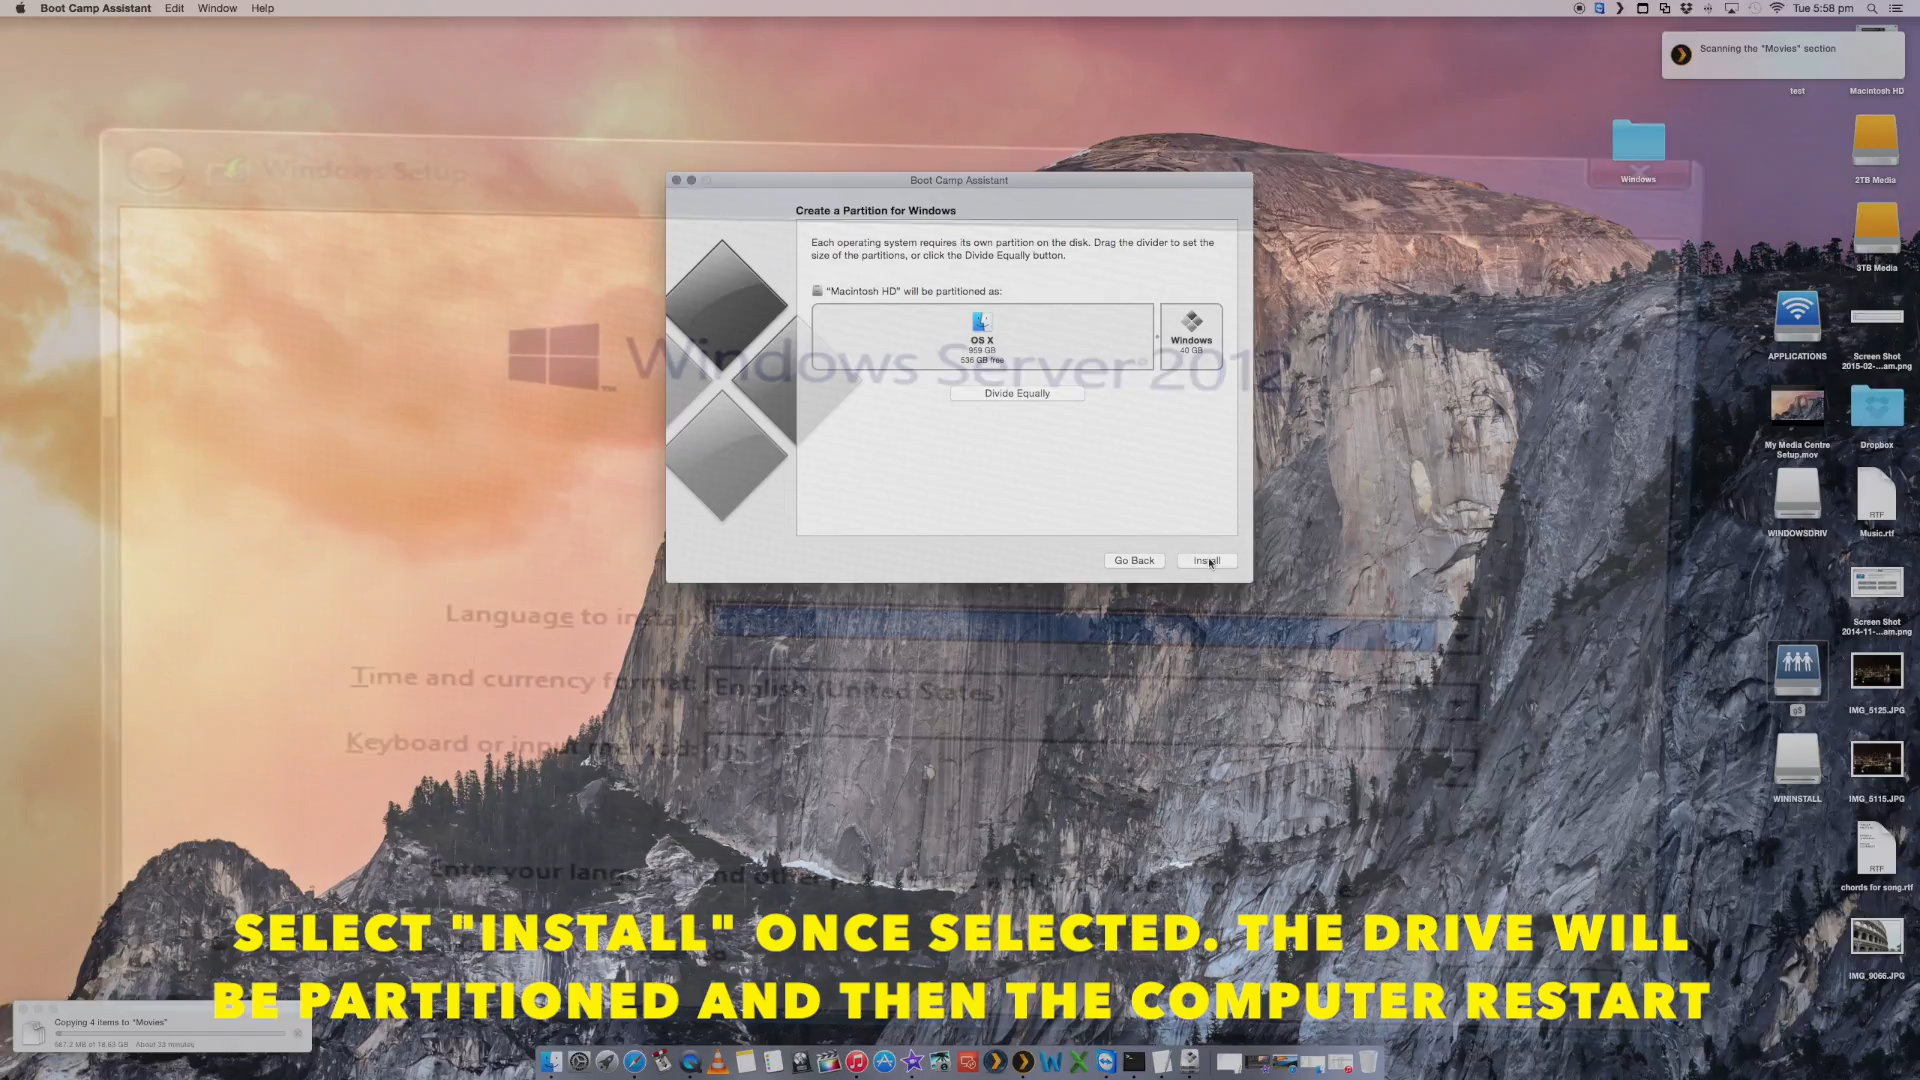 Boot Camp Assistant Edit Window Help
Tue 5:58 pm
Scanning the "Movies" section
test
Macintosh HD
Windows Setup
Windows
2TB Media
Boot Camp Assistant
Create a Partition for Windows
Each operating system requires its own partition on the disk. Drag the divider to set the
size of the partitions, or click the Divide Equally button.
3TB Media
"Macintosh HD" will be partitioned as:
OS X
959 GB
536 GB free
Windows
40 GB
Windows Server 2012
APPLICATIONS
Screen Shot
2015-02-...am.png
Divide Equally
My Media Centre
Setup.mov
Dropbox
WINDOWSDRIV
RTF
Music.rtf
Go Back
Install
Language to install:
Screen Shot
2014-11-...am.png
Time and currency format: English (United States)
g5
IMG_5125.JPG
Keyboard or input method: US
WININSTALL
IMG_5115.JPG
RTF
chords for song.rtf
Enter your language and other
SELECT "INSTALL" ONCE SELECTED. THE DRIVE WILL
BE PARTITIONED AND THEN THE COMPUTER RESTART
IMG_9066.JPG
Copying 4 items to "Movies"
567.2 MB of 18.63 GB About 33 minutes